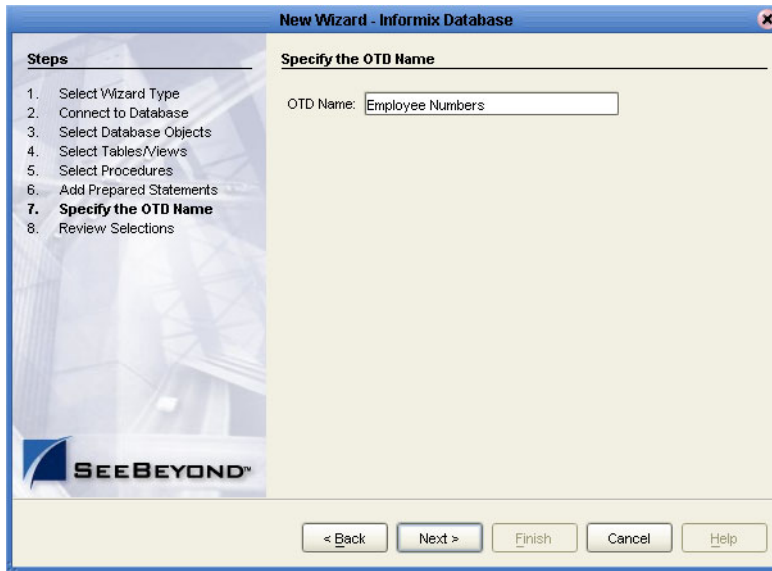 New Wizard - Informix Database
Steps
1. Select Wizard Type
2. Connect to Database
3. Select Database Objects
4. Select Tables/Views
5. Select Procedures
6. Add Prepared Statements
7. Specify the OTD Name
8. Review Selections
Specify the OTD Name
OTD Name: Employee Numbers
SEEBEYOND™
< Back Next > Finish Cancel Help